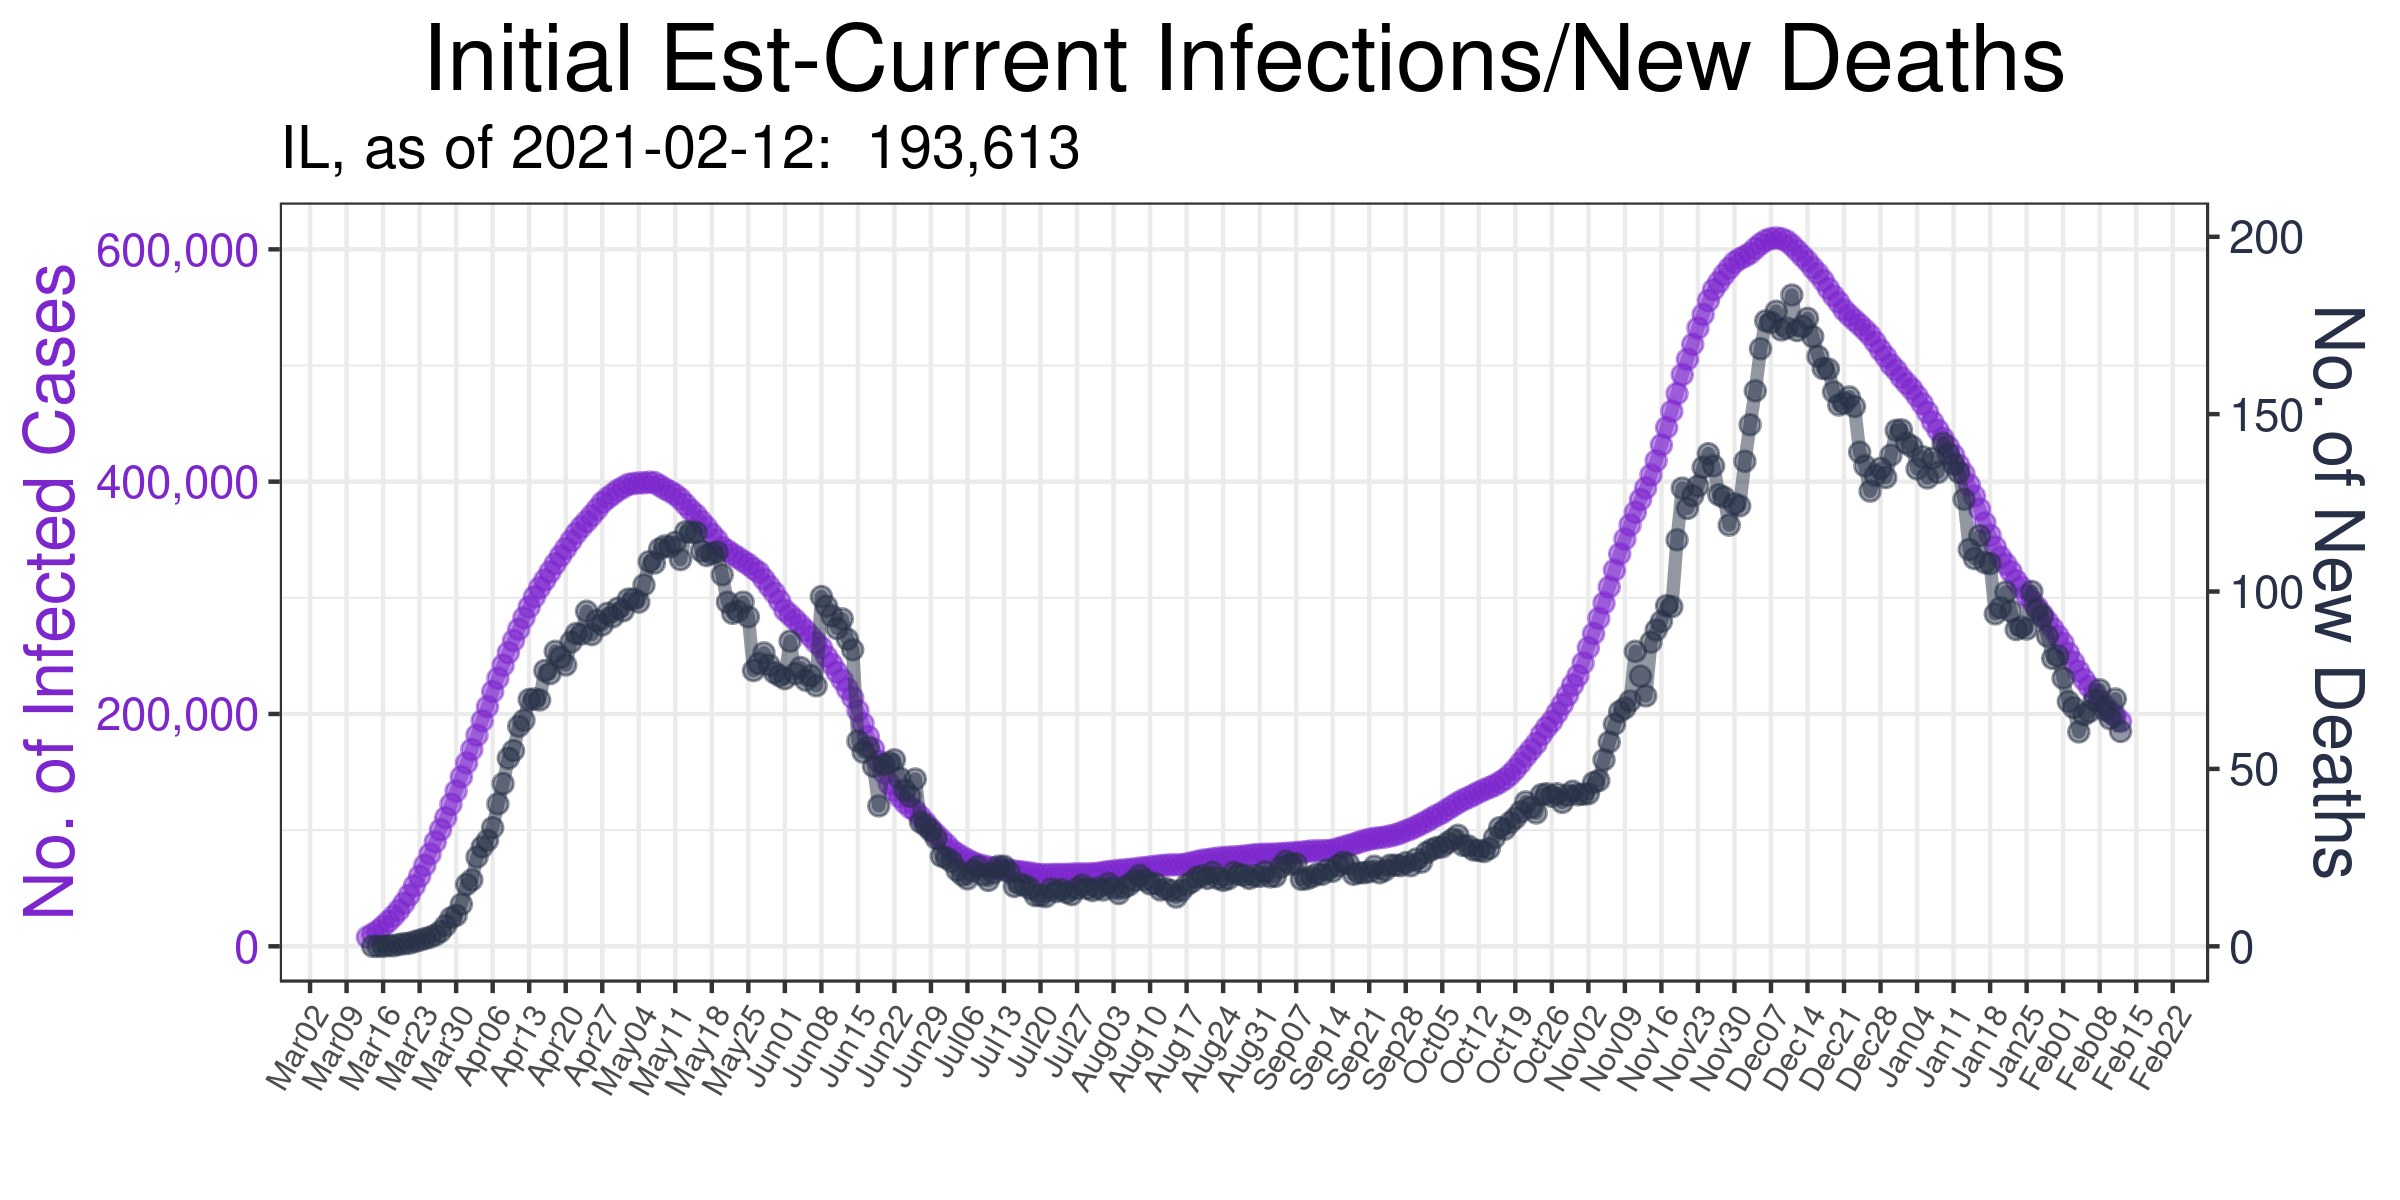 Initial Est-Current Infections/New Deaths
IL, as of 2021-02-12: 193,613
No. of Infected Cases
600,000
400,000
200,000
0
200
150
100
50
0
No. of New Deaths
Mar02
Mar09
Mar16
Mar23
Mar30
Apr06
Apr13
Apr20
Apr27
May04
May11
May18
May25
Jun01
Jun08
Jun15
Jun22
Jun29
Jul06
Jul13
Jul20
Jul27
Aug03
Aug10
Aug17
Aug24
Aug31
Sep07
Sep14
Sep21
Sep28
Oct05
Oct12
Oct19
Oct26
Nov02
Nov09
Nov16
Nov23
Nov30
Dec07
Dec14
Dec21
Dec28
Jan04
Jan11
Jan18
Jan25
Feb01
Feb08
Feb15
Feb22